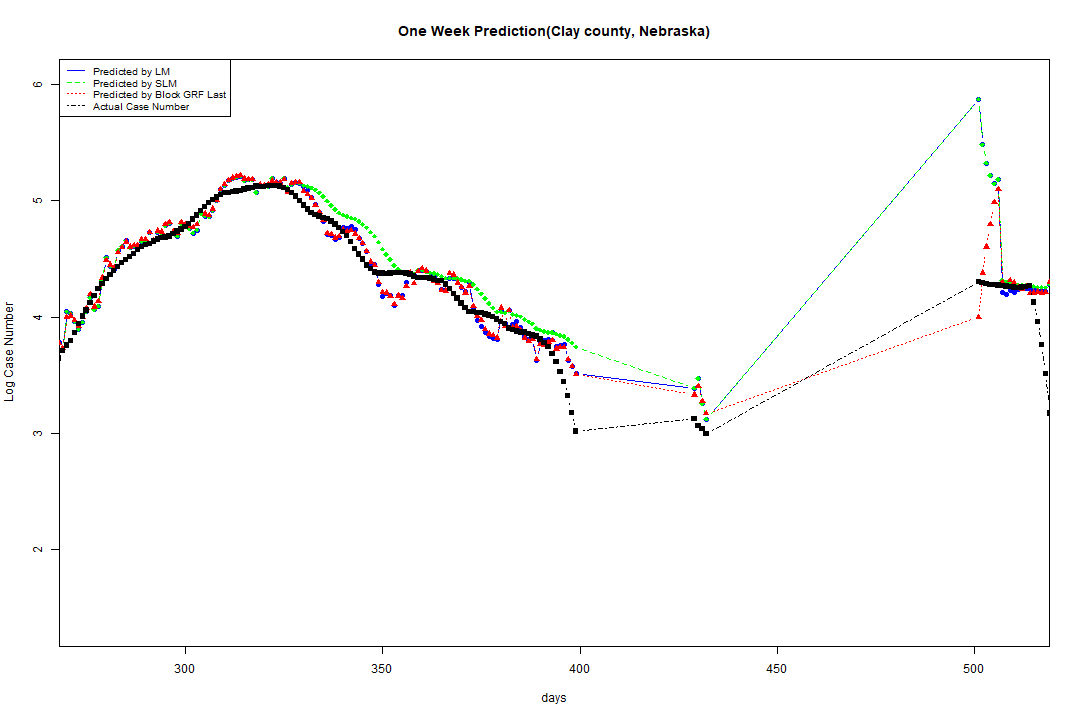 One Week Prediction(Clay county, Nebraska)
Predicted by LM
Predicted by SLM
Predicted by Block GRF Last
Actual Case Number
6
5
4
3
2
Log Case Number
300 350 400 450 500
days